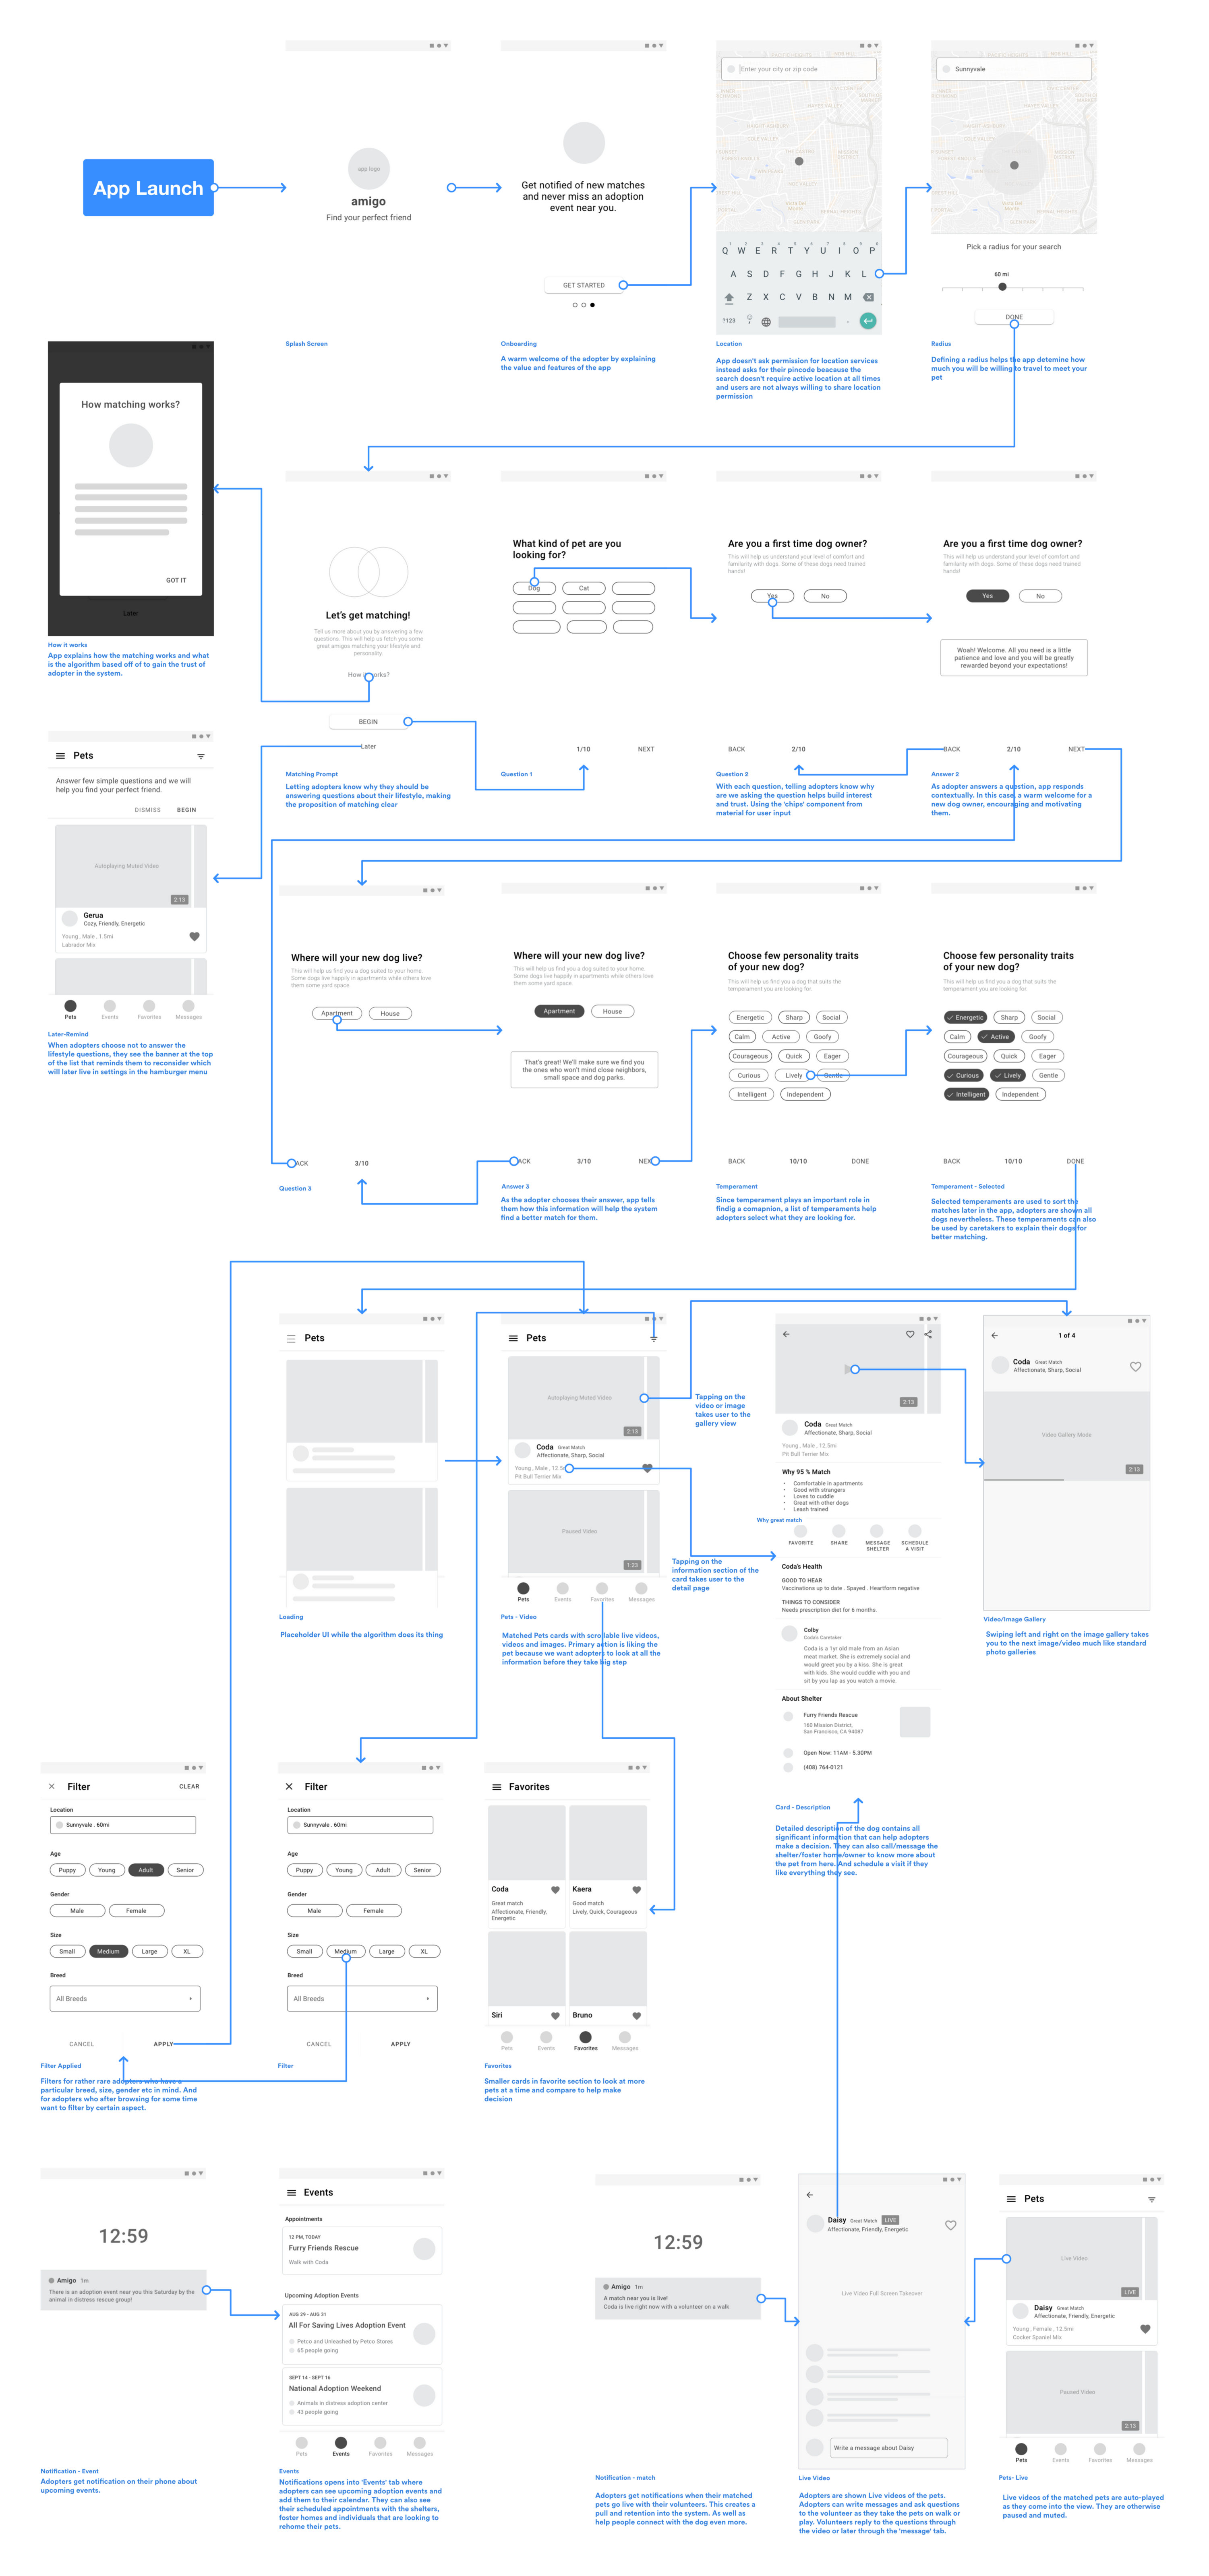 App Launch
app logo
amigo
Find your perfect friend
Splash Screen
Get notified of new matches
and never miss an adoption
event near you.
GET STARTED
Onboarding
A warm welcome of the adopter by explaining
the value and features of the app
Enter your city or zip code
Q W E R T Y U I O P
A S D F G H J K L
Z X C V B N M
?123
Location
App doesn't ask permission for location services
instead asks for their pincode beacause the
search doesn't require active location at all times
and users are not always willing to share location
permission
Sunnyvale
Pick a radius for your search
60 mi
DONE
Radius
Defining a radius helps the app detemine how
much you will be willing to travel to meet your
pet
How matching works?
GOT IT
Later
How it works
App explains how the matching works and what
is the algorithm based off of to gain the trust of
adopter in the system.
Let's get matching!
Tell us more about you by answering a few
questions. This will help us fetch you some
great amigos matching your lifestyle and
personality.
How it works?
BEGIN
Later
Matching Prompt
Letting adopters know why they should be
answering questions about their lifestyle, making
the proposition of matching clear
What kind of pet are you
looking for?
Dog
Cat
1/10
NEXT
Question 1
Are you a first time dog owner?
This will help us understand your level of comfort and
familarity with dogs. Some of these dogs need trained
hands!
Yes
No
BACK
2/10
Question 2
With each question, telling adopters know why
are we asking the question helps build interest
and trust. Using the 'chips' component from
material for user input
Are you a first time dog owner?
This will help us understand your level of comfort and
familarity with dogs. Some of these dogs need trained
hands!
Yes
No
Woah! Welcome. All you need is a little
patience and love and you will be greatly
rewarded beyond your expectations!
BACK
2/10
NEXT
Answer 2
As adopter answers a question, app responds
contextually. In this case, a warm welcome for a
new dog owner, encouraging and motivating
them.
Pets
Answer few simple questions and we will
help you find your perfect friend.
DISMISS
BEGIN
Autoplaying Muted Video
2:13
Gerua
Cozy, Friendly, Energetic
Young , Male , 1.5mi
Labrador Mix
Pets
Events
Favorites
Messages
Later-Remind
When adopters choose not to answer the
lifestyle questions, they see the banner at the top
of the list that reminds them to reconsider which
will later live in settings in the hamburger menu
Where will your new dog live?
This will help us find you a dog suited to your home.
Some dogs live happily in apartments while others love
them some yard space
Apartment
House
BACK
3/10
Question 3
Where will your new dog live?
This will help us find you a dog suited to your home.
Some dogs live happily in apartments while others love
them some yard space
Apartment
House
That's great! We'll make sure we find you
the ones who won't mind close neighbors,
small space and dog parks.
BACK
3/10
NEXT
Answer 3
As the adopter chooses their answer, app tells
them how this information will help the system
find a better match for them.
Choose few personality traits
of your new dog?
This will help us find you a dog that suits the
temperament you are looking for.
Energetic
Sharp
Social
Calm
Active
Goofy
Courageous
Quick
Eager
Curious
Lively
Gentle
Intelligent
Independent
BACK
10/10
DONE
Temperament
Since temperament plays an important role in
findig a comapnion, a list of temperaments help
adopters select what they are looking for.
Choose few personality traits
of your new dog?
This will help us find you a dog that suits the
temperament you are looking for.
Energetic
Sharp
Social
Calm
Active
Goofy
Courageous
Quick
Eager
Curious
Lively
Gentle
Intelligent
Independent
BACK
10/10
DONE
Temperament - Selected
Selected temperaments are used to sort the
matches later in the app, adopters are shown all
dogs nevertheless. These temperaments can also
be used by caretakers to explain their dogs for
better matching.
Pets
Loading
Placeholder UI while the algorithm does its thing
Pets
Autoplaying Muted Video
2:13
Coda Great Match
Affectionate, Sharp, Social
Young , Male , 12.5mi
Pit Bull Terrier Mix
Paused Video
1:23
Pets
Events
Favorites
Messages
Pets - Video
Matched Pets cards with scrollable live videos,
videos and images. Primary action is liking the
pet because we want adopters to look at all the
information before they take big step
Tapping on the
video or image
takes user to the
gallery view
Tapping on the
information section of the
card takes user to the
detail page
2:13
Coda Great Match
Affectionate, Sharp, Social
Young , Male , 12.5mi
Pit Bull Terrier Mix
Why 95 % Match
Comfortable in apartments
Good with strangers
Loves to cuddle
Great with other dogs
Leash trained
Why great match
FAVORITE
SHARE
MESSAGE
SHELTER
SCHEDULE
A VISIT
Coda's Health
GOOD TO HEAR
Vaccinations up to date . Spayed . Heartform negative
THINGS TO CONSIDER
Needs prescription diet for 6 months.
Colby
Coda's Caretaker
Coda is a 1yr old male from an Asian
meat market. She is extremely social and
would greet you by a kiss. She is great
with kids. She would cuddle with you and
sit by you lap as you watch a movie.
About Shelter
Furry Friends Rescue
160 Mission District,
San Francisco, CA 94087
Open Now: 11AM - 5.30PM
(408) 764-0121
Card - Description
Detailed description of the dog contains all
significant information that can help adopters
make a decision. They can also call/message the
shelter/foster home/owner to know more about
the pet from here. And schedule a visit if they
like everything they see.
1 of 4
Coda Great Match
Affectionate, Sharp, Social
Video Gallery Mode
2:13
Video/Image Gallery
Swiping left and right on the image gallery takes
you to the next image/video much like standard
photo galleries
Filter
CLEAR
Location
Sunnyvale . 60mi
Age
Puppy
Young
Adult
Senior
Gender
Male
Female
Size
Small
Medium
Large
XL
Breed
All Breeds
CANCEL
APPLY
Filter Applied
Filters for rather rare adopters who have a
particular breed, size, gender etc in mind. And
for adopters who after browsing for some time
want to filter by certain aspect.
Filter
Location
Sunnyvale . 60mi
Age
Puppy
Young
Adult
Senior
Gender
Male
Female
Size
Small
Medium
Large
XL
Breed
All Breeds
CANCEL
APPLY
Filter
Favorites
Coda
Great match
Affectionate, Friendly,
Energetic
Kaera
Good match
Lively, Quick, Courageous
Siri
Bruno
Pets
Events
Favorites
Messages
Favorites
Smaller cards in favorite section to look at more
pets at a time and compare to help make
decision
12:59
Amigo 1m
There is an adoption event near you this Saturday by the
animal in distress rescue group!
Notification - Event
Adopters get notification on their phone about
upcoming events.
Events
Appointments
12 PM, TODAY
Furry Friends Rescue
Walk with Coda
Upcoming Adoption Events
AUG 29 - AUG 31
All For Saving Lives Adoption Event
Petco and Unleashed by Petco Stores
65 people going
SEPT 14 - SEPT 16
National Adoption Weekend
Animals in distress adoption center
43 people going
Pets
Events
Favorites
Messages
Events
Notifications opens into 'Events' tab where
adopters can see upcoming adoption events and
add them to their calendar. They can also see
their scheduled appointments with the shelters,
foster homes and individuals that are looking to
rehome their pets.
12:59
Amigo 1m
A match near you is live!
Coda is live right now with a volunteer on a walk
Notification - match
Adopters get notifications when their matched
pets go live with their volunteers. This creates a
pull and retention into the system. As well as
help people connect with the dog even more.
Daisy Great Match LIVE
Affectionate, Friendly, Energetic
Live Video Full Screen Takeover
Write a message about Daisy
Live Video
Adopters are shown Live videos of the pets.
Adopters can write messages and ask questions
to the volunteer as they take the pets on walk or
play. Volunteers reply to the questions through
the video or later through the 'message' tab.
Pets
Live Video
LIVE
Daisy Great Match
Affectionate, Friendly, Energetic
Young , Female , 12.5mi
Cocker Spaniel Mix
Paused Video
2:13
Pets
Events
Favorites
Messages
Pets- Live
Live videos of the matched pets are auto-played
as they come into the view. They are otherwise
paused and muted.